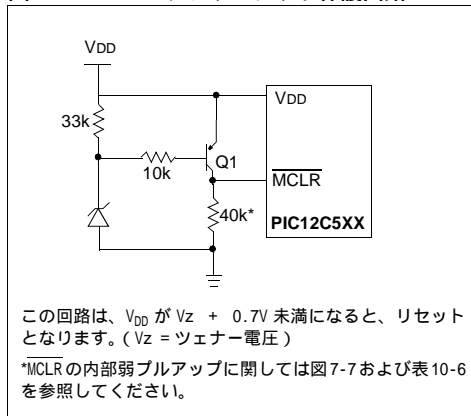 VDD
VDD
33k
Q1
10k
MCLR
40k*
PIC12C5XX
この回路は、VDD が Vz + 0.7V 未満になると、リセット
となります。( Vz = ツェナー電圧 )
*MCLR の内部弱プルアップに関しては図7-7および表10-6
を参照してください。